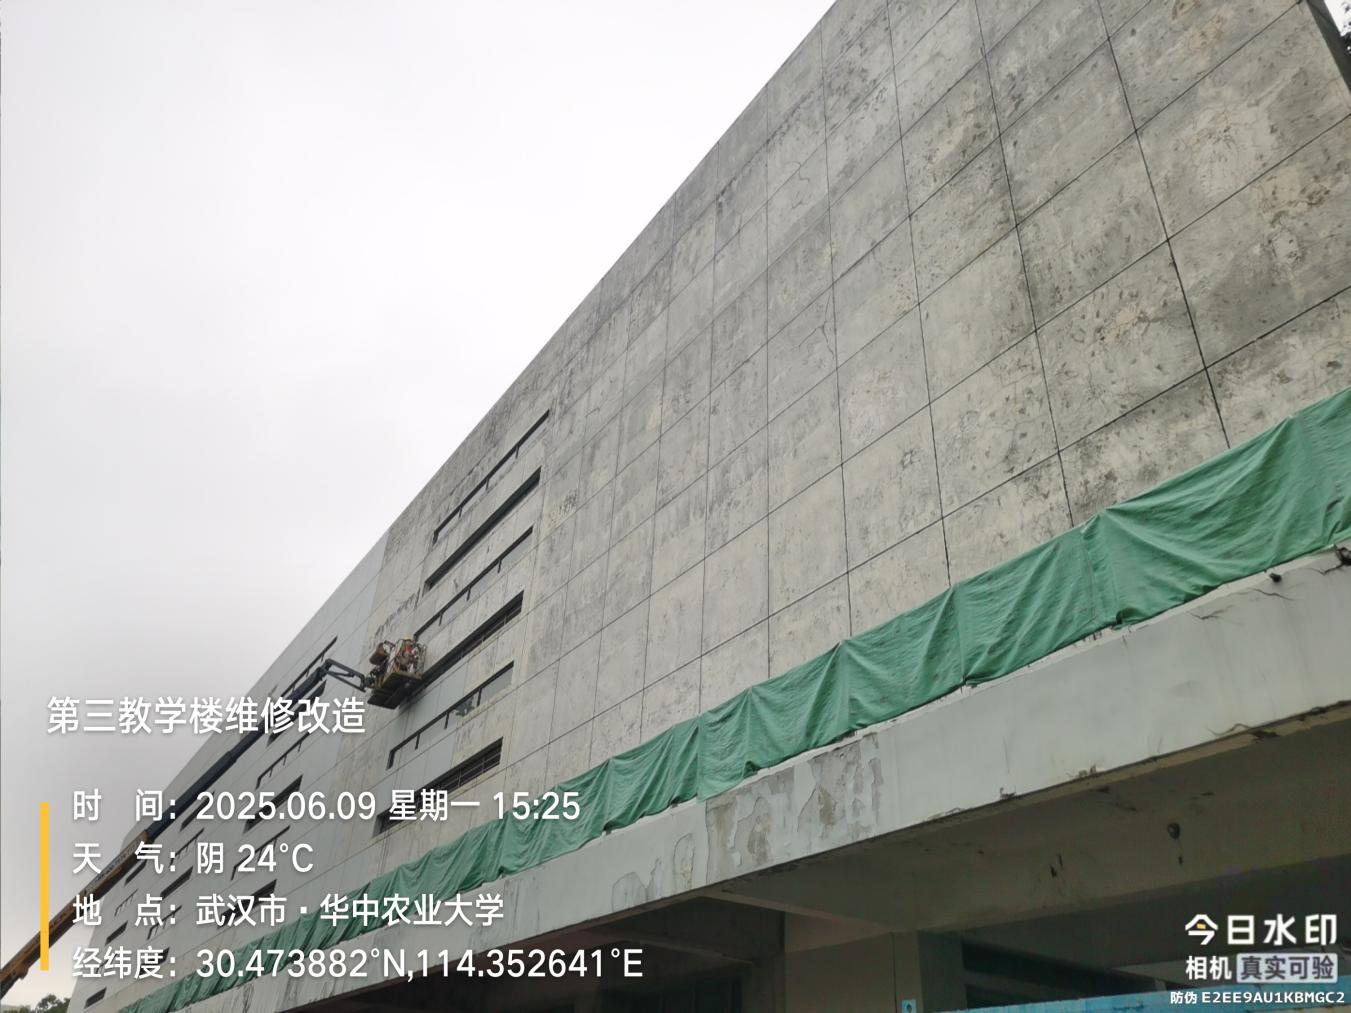 第三教学楼维修改造
时 间：2025.06.09 星期一 15:25
天 气：阴 24°C
地 点：武汉市·华中农业大学
经纬度：30.473882°N,114.352641°E
今日水印
相机 真实可验
防伪 E2EE9AU1KBMGC2